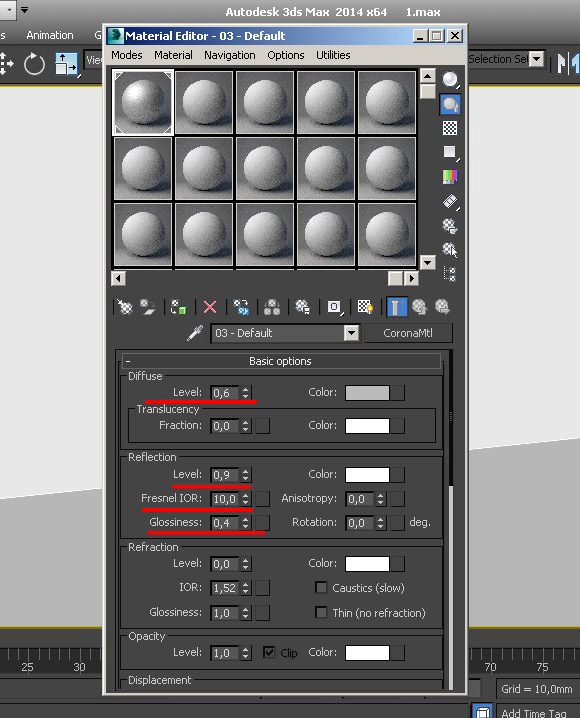 Autodesk 3ds Max 2014 x64 1.max
Animation
Material Editor - 03 - Default
Modes Material Navigation Options Utilities
Selection Sel
03 - Default CoronaMtl
- Basic options
Diffuse
Level: 0,6 Color:
Translucency
Fraction: 0,0 Color:
Reflection
Level: 0,9 Color:
Fresnel IOR: 10,0 Anisotropy: 0,0
Glossiness: 0,4 Rotation: 0,0 deg.
Refraction
Level: 0,0 Color:
IOR: 1,52 Caustics (slow)
Glossiness: 1,0 Thin (no refraction)
Opacity
Level: 1,0 Clip Color:
Displacement
25 30 70 75
Grid = 10,0mm
Add Time Tag